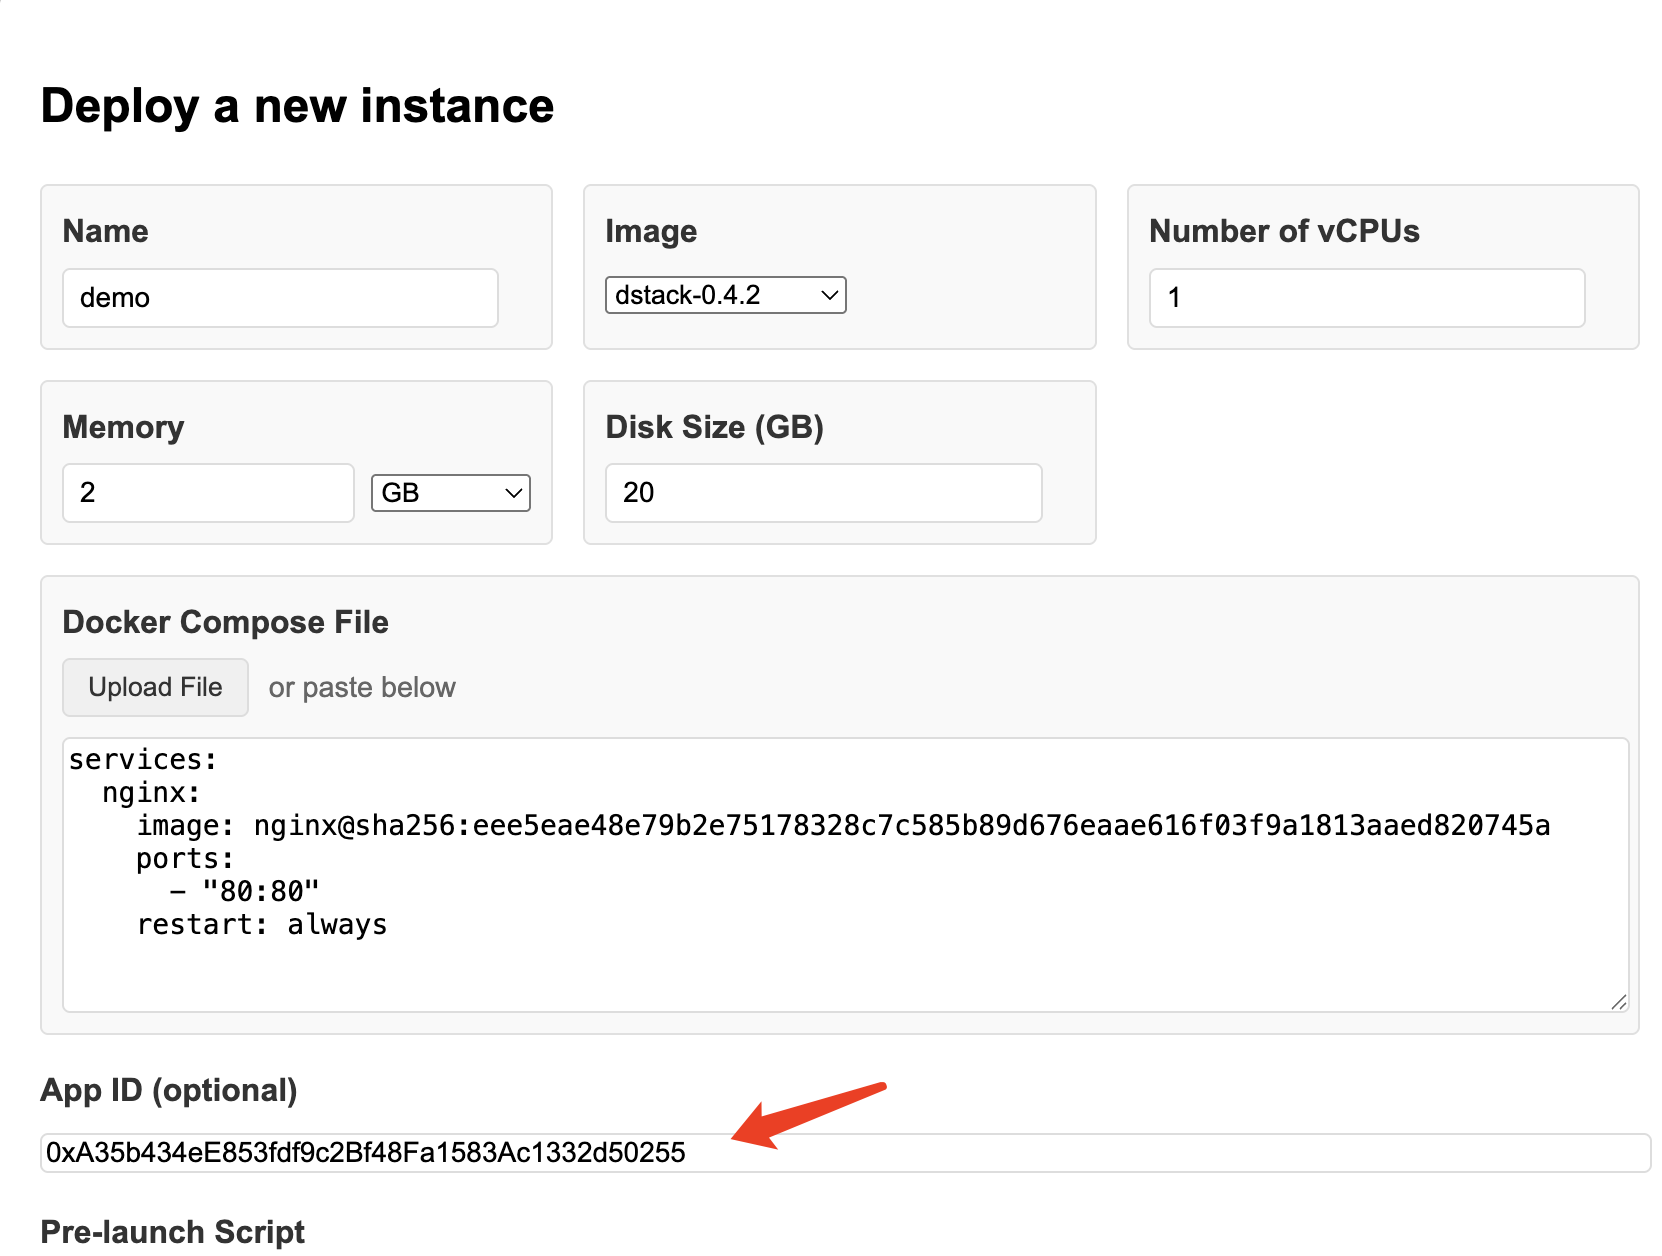 Deploy a new instance
Name
demo
Image
dstack-0.4.2
Number of vCPUs
1
Memory
2
GB
Disk Size (GB)
20
Docker Compose File
Upload File or paste below
services:
  nginx:
    image: nginx@sha256:eee5eae48e79b2e75178328c7c585b89d676eaae616f03f9a1813aaed820745a
    ports:
      - "80:80"
    restart: always
App ID (optional)
0xA35b434eE853fdf9c2Bf48Fa1583Ac1332d50255
Pre-launch Script